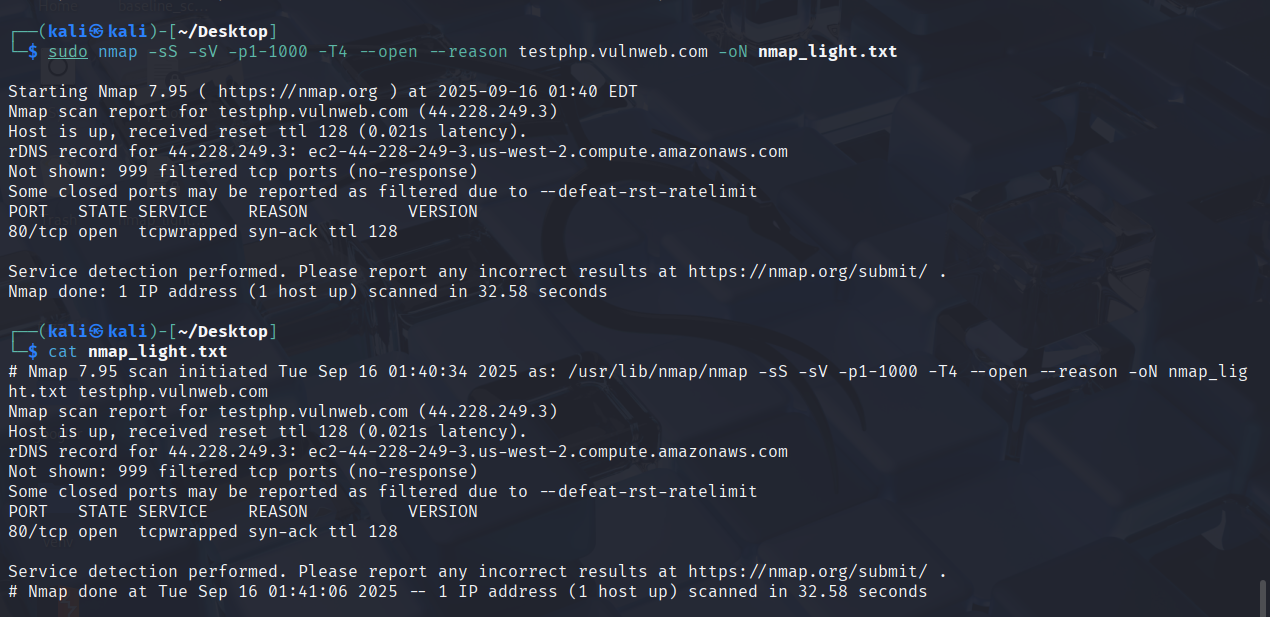 ┌──(kali㉿kali)-[~/Desktop]
└─$ sudo nmap -sS -sV -p1-1000 -T4 --open --reason testphp.vulnweb.com -oN nmap_light.txt
Starting Nmap 7.95 ( https://nmap.org ) at 2025-09-16 01:40 EDT
Nmap scan report for testphp.vulnweb.com (44.228.249.3)
Host is up, received reset ttl 128 (0.021s latency).
rDNS record for 44.228.249.3: ec2-44-228-249-3.us-west-2.compute.amazonaws.com
Not shown: 999 filtered tcp ports (no-response)
Some closed ports may be reported as filtered due to --defeat-rst-ratelimit
PORT   STATE SERVICE    REASON          VERSION
80/tcp open  tcpwrapped syn-ack ttl 128
Service detection performed. Please report any incorrect results at https://nmap.org/submit/ .
Nmap done: 1 IP address (1 host up) scanned in 32.58 seconds
┌──(kali㉿kali)-[~/Desktop]
└─$ cat nmap_light.txt
# Nmap 7.95 scan initiated Tue Sep 16 01:40:34 2025 as: /usr/lib/nmap/nmap -sS -sV -p1-1000 -T4 --open --reason -oN nmap_lig
ht.txt testphp.vulnweb.com
Nmap scan report for testphp.vulnweb.com (44.228.249.3)
Host is up, received reset ttl 128 (0.021s latency).
rDNS record for 44.228.249.3: ec2-44-228-249-3.us-west-2.compute.amazonaws.com
Not shown: 999 filtered tcp ports (no-response)
Some closed ports may be reported as filtered due to --defeat-rst-ratelimit
PORT   STATE SERVICE    REASON          VERSION
80/tcp open  tcpwrapped syn-ack ttl 128
Service detection performed. Please report any incorrect results at https://nmap.org/submit/ .
# Nmap done at Tue Sep 16 01:41:06 2025 -- 1 IP address (1 host up) scanned in 32.58 seconds